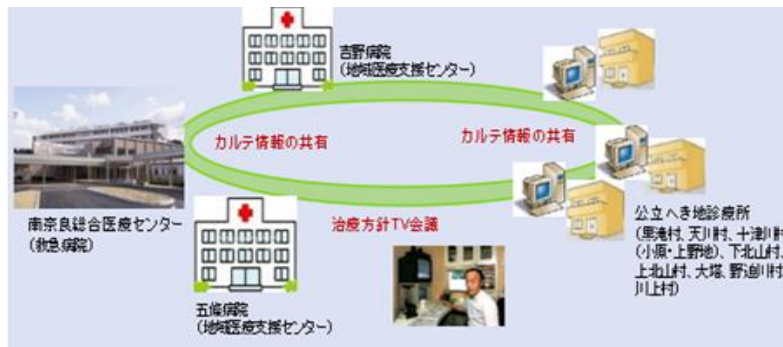 吉野病院
(地域医療支援センター)
カルテ情報の共有
カルテ情報の共有
南奈良総合医療センター
(救急病院)
治療方針TV会議
公立へき地診療所
(黒滝村、天川村、十津川村
(小原・上野地)、下北山村、
上北山村、大塔、野迫川村
川上村)
五條病院
(地域医療支援センター)